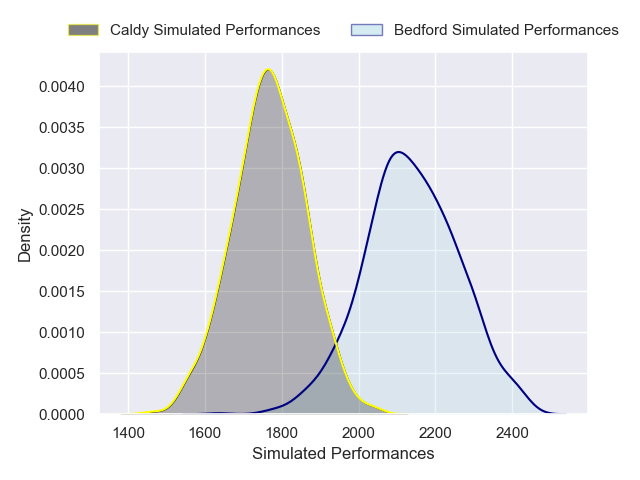 Caldy Simulated Performances Bedford Simulated Performances
0.0040
0.0035
0.0030
0.0025
0.0020
0.0015
0.0010
0.0005
0.0000
Density
1400 1600 1800 2000 2200 2400
Simulated Performances